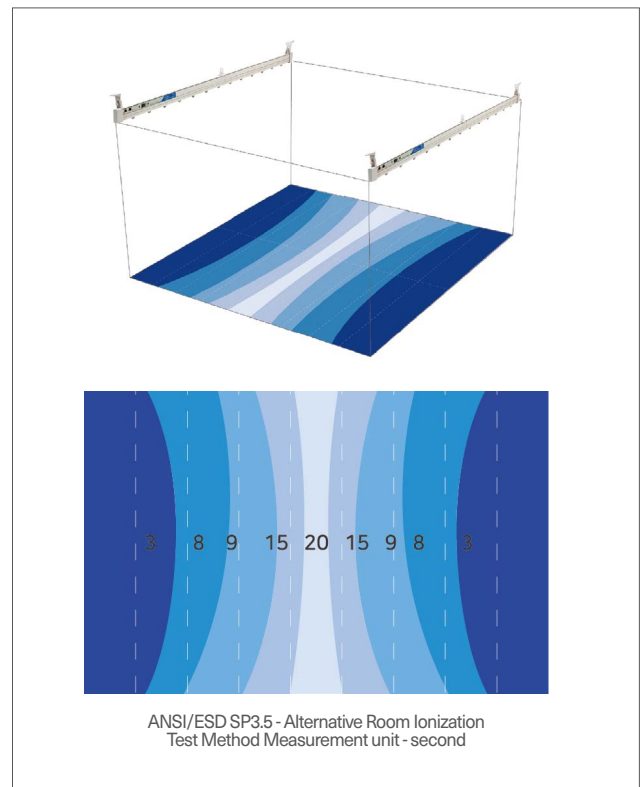 3 8 9 15 20 15 9 8 3
ANSI/ESD SP3.5 - Alternative Room Ionization
Test Method Measurement unit - second